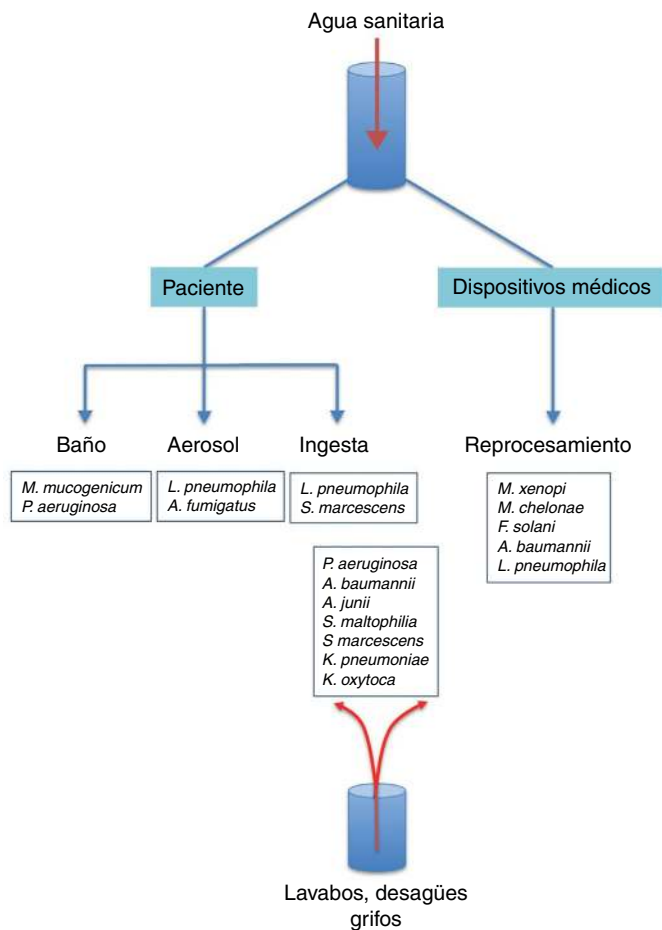 Agua sanitaria
Paciente
Dispositivos médicos
Baño
Aerosol
Ingesta
Reprocesamiento
M. mucogenicum
P. aeruginosa
L. pneumophila
A. fumigatus
L. pneumophila
S. marcescens
M. xenopi
M. chelonae
F. solani
A. baumannii
L. pneumophila
P. aeruginosa
A. baumannii
A. junii
S. maltophilia
S marcescens
K. pneumoniae
K. oxytoca
Lavabos, desagües
grifos